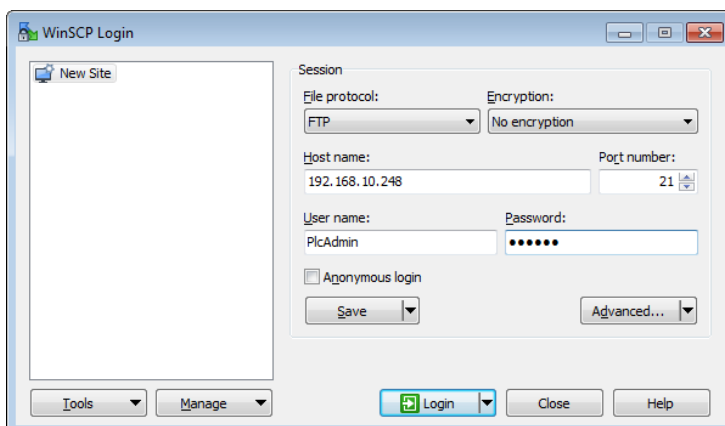 WinSCP Login
New Site
Session
File protocol:
Encryption:
FTP
No encryption
Host name:
Port number:
192.168.10.248
21
User name:
Password:
PlcAdmin
●●●●●●
Anonymous login
Save
Advanced...
Tools
Manage
Login
Close
Help